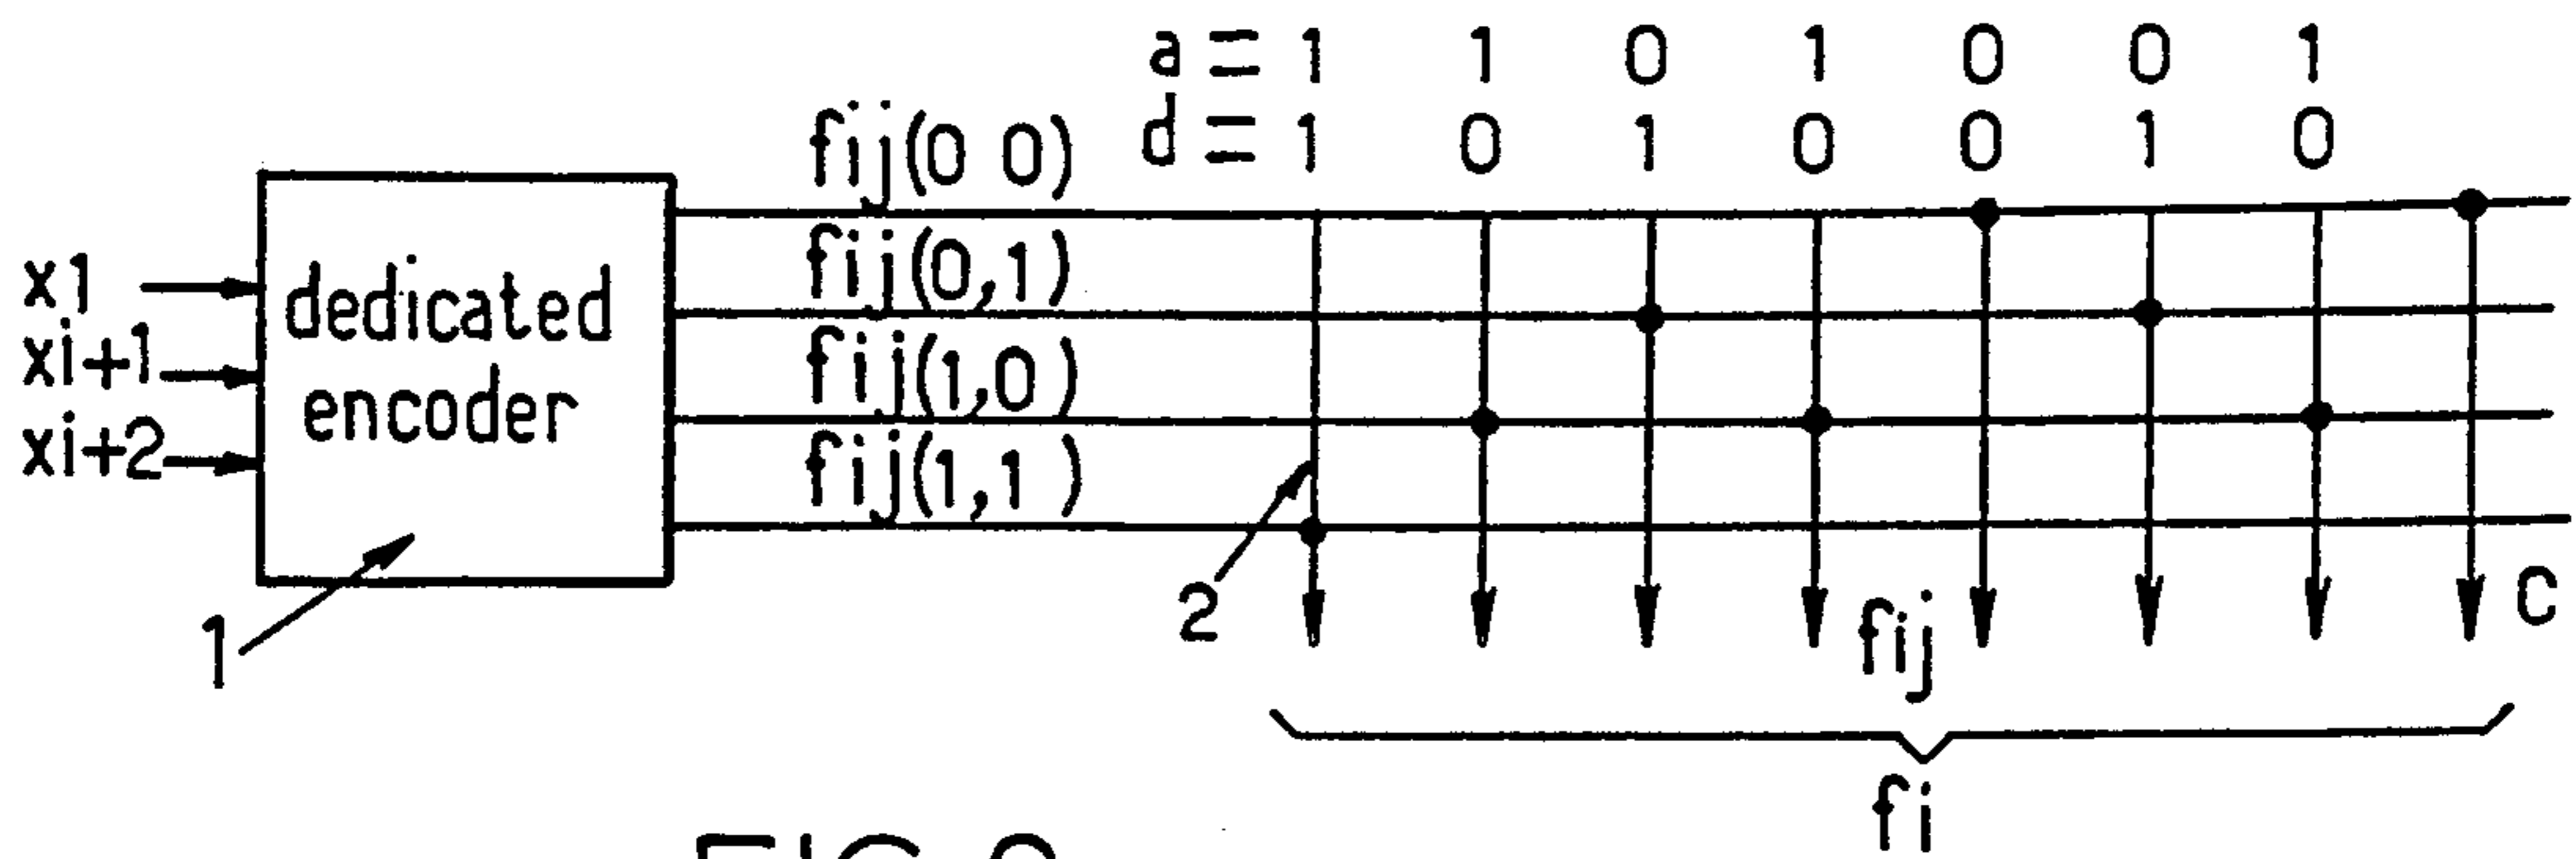 a = 1 1 0 1 0 0 1
d = 1 0 1 0 0 1 0
fij(0 0)
fij(0,1)
fij(1,0)
fij(1,1)
x1
xi+1
xi+2
dedicated
encoder
1
2
fij
C
fi